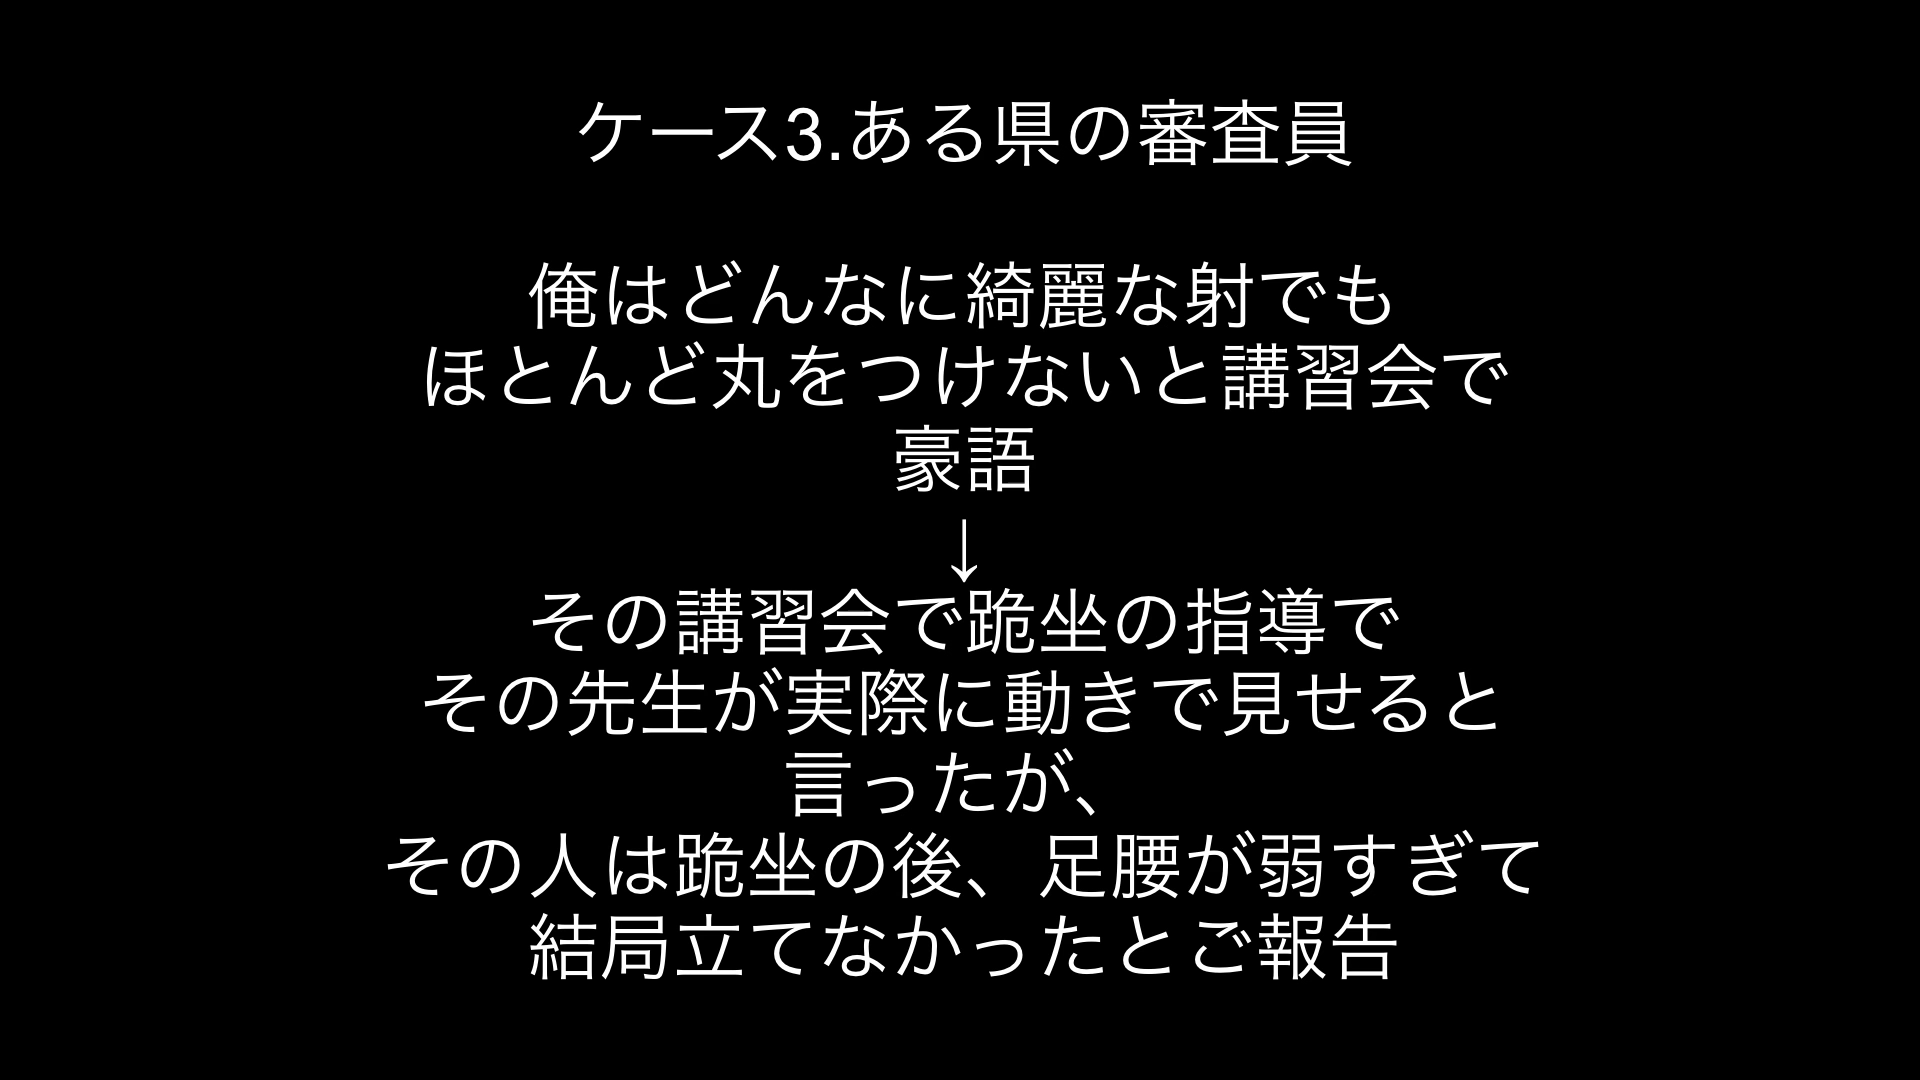 ケース3.ある県の審査員
俺はどんなに綺麗な射でも
ほとんど丸をつけないと講習会で
豪語
↓
その講習会で跪坐の指導で
その先生が実際に動きで見せると
言ったが、
その人は跪坐の後、足腰が弱すぎて
結局立てなかったとご報告